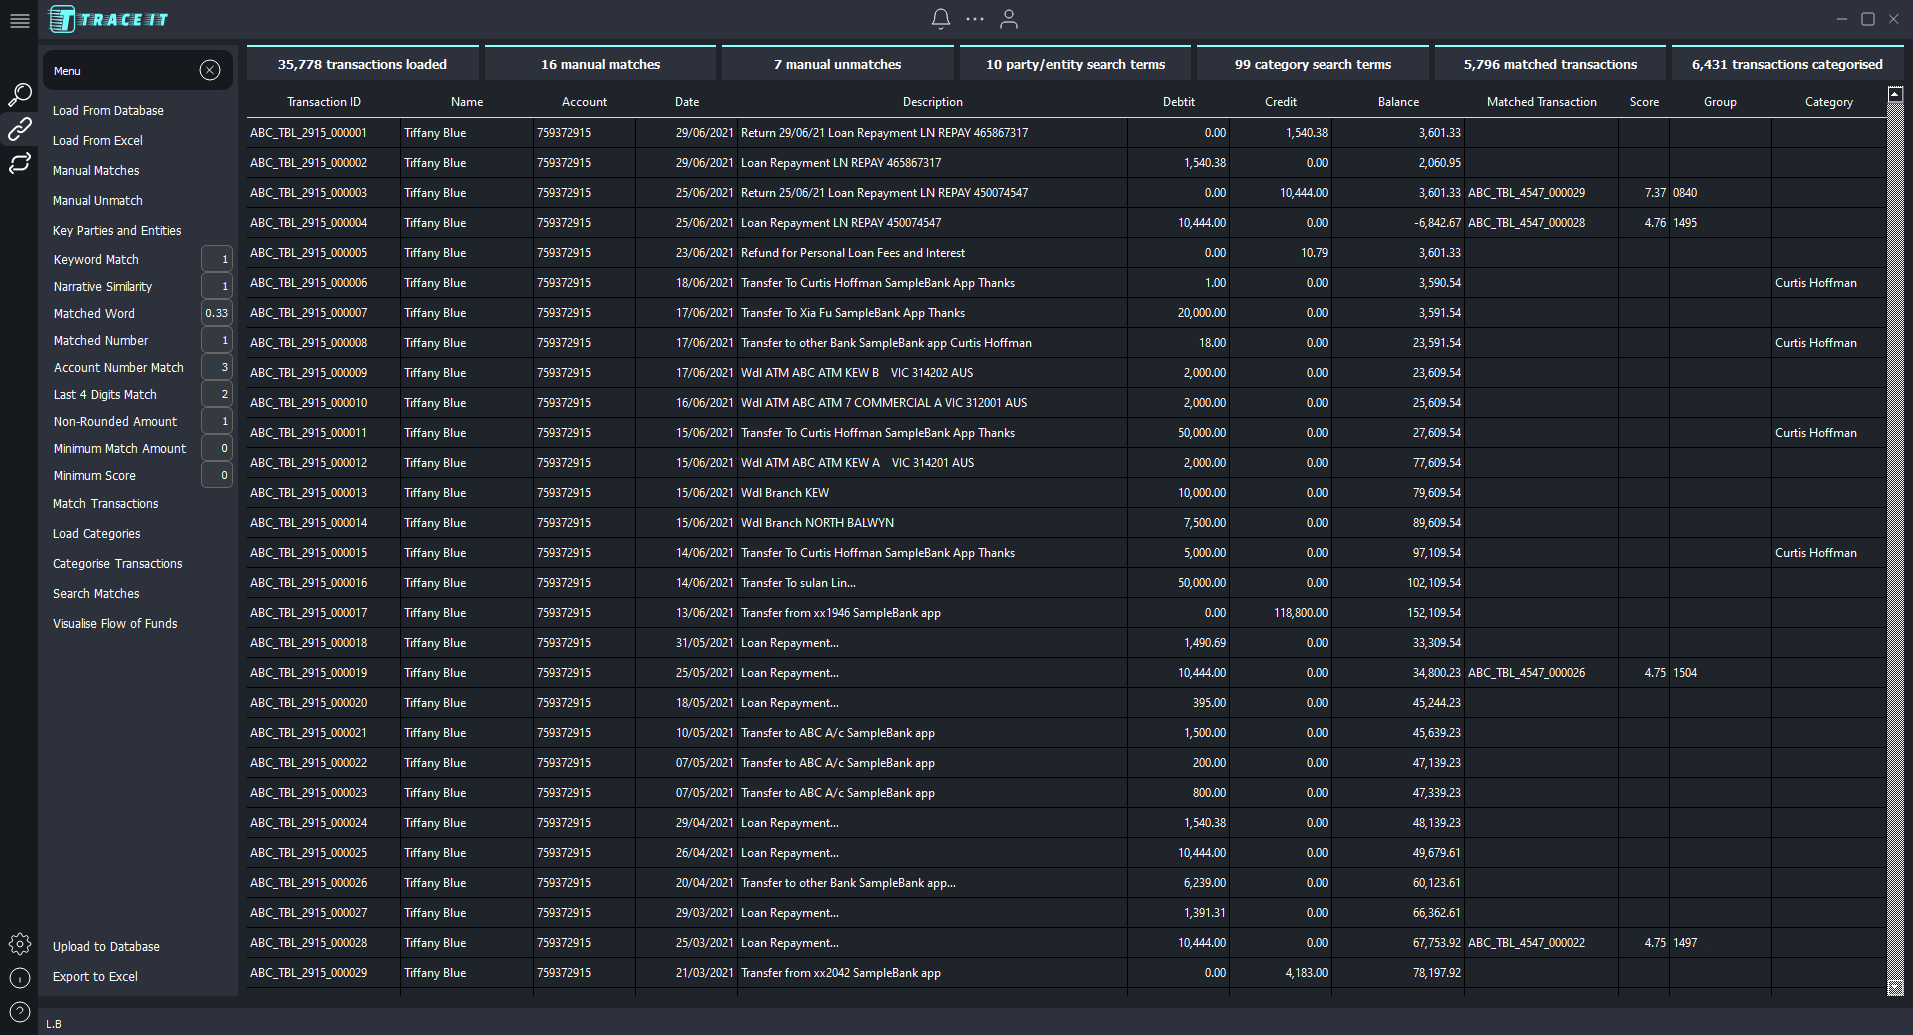 TRACE IT
Menu
Load From Database
Load From Excel
Manual Matches
Manual Unmatch
Key Parties and Entities
Keyword Match 1
Narrative Similarity 1
Matched Word 0.33
Matched Number 1
Account Number Match 3
Last 4 Digits Match 2
Non-Rounded Amount 1
Minimum Match Amount 0
Minimum Score 0
Match Transactions
Load Categories
Categorise Transactions
Search Matches
Visualise Flow of Funds
Upload to Database
Export to Excel
35,778 transactions loaded 16 manual matches 7 manual unmatches 10 party/entity search terms 99 category search terms 5,796 matched transactions 6,431 transactions categorised
Transaction ID Name Account Date Description Debtit Credit Balance Matched Transaction Score Group Category
ABC_TBL_2915_000001 Tiffany Blue 759372915 29/06/2021 Return 29/06/21 Loan Repayment LN REPAY 465867317 0.00 1,540.38 3,601.33
ABC_TBL_2915_000002 Tiffany Blue 759372915 29/06/2021 Loan Repayment LN REPAY 465867317 1,540.38 0.00 2,060.95
ABC_TBL_2915_000003 Tiffany Blue 759372915 25/06/2021 Return 25/06/21 Loan Repayment LN REPAY 450074547 0.00 10,444.00 3,601.33 ABC_TBL_4547_000029 7.37 0840
ABC_TBL_2915_000004 Tiffany Blue 759372915 25/06/2021 Loan Repayment LN REPAY 450074547 10,444.00 0.00 -6,842.67 ABC_TBL_4547_000028 4.76 1495
ABC_TBL_2915_000005 Tiffany Blue 759372915 23/06/2021 Refund for Personal Loan Fees and Interest 0.00 10.79 3,601.33
ABC_TBL_2915_000006 Tiffany Blue 759372915 18/06/2021 Transfer To Curtis Hoffman SampleBank App Thanks 1.00 0.00 3,590.54 Curtis Hoffman
ABC_TBL_2915_000007 Tiffany Blue 759372915 17/06/2021 Transfer To Xia Fu SampleBank App Thanks 20,000.00 0.00 3,591.54
ABC_TBL_2915_000008 Tiffany Blue 759372915 17/06/2021 Transfer to other Bank SampleBank app Curtis Hoffman 18.00 0.00 23,591.54 Curtis Hoffman
ABC_TBL_2915_000009 Tiffany Blue 759372915 17/06/2021 Wdl ATM ABC ATM KEW B VIC 314202 AUS 2,000.00 0.00 23,609.54
ABC_TBL_2915_000010 Tiffany Blue 759372915 16/06/2021 Wdl ATM ABC ATM 7 COMMERCIAL A VIC 312001 AUS 2,000.00 0.00 25,609.54
ABC_TBL_2915_000011 Tiffany Blue 759372915 15/06/2021 Transfer To Curtis Hoffman SampleBank App Thanks 50,000.00 0.00 27,609.54 Curtis Hoffman
ABC_TBL_2915_000012 Tiffany Blue 759372915 15/06/2021 Wdl ATM ABC ATM KEW A VIC 314201 AUS 2,000.00 0.00 77,609.54
ABC_TBL_2915_000013 Tiffany Blue 759372915 15/06/2021 Wdl Branch KEW 10,000.00 0.00 79,609.54
ABC_TBL_2915_000014 Tiffany Blue 759372915 15/06/2021 Wdl Branch NORTH BALWYN 7,500.00 0.00 89,609.54
ABC_TBL_2915_000015 Tiffany Blue 759372915 14/06/2021 Transfer To Curtis Hoffman SampleBank App Thanks 5,000.00 0.00 97,109.54 Curtis Hoffman
ABC_TBL_2915_000016 Tiffany Blue 759372915 14/06/2021 Transfer To sulan Lin... 50,000.00 0.00 102,109.54
ABC_TBL_2915_000017 Tiffany Blue 759372915 13/06/2021 Transfer from xx1946 SampleBank app 0.00 118,800.00 152,109.54
ABC_TBL_2915_000018 Tiffany Blue 759372915 31/05/2021 Loan Repayment... 1,490.69 0.00 33,309.54
ABC_TBL_2915_000019 Tiffany Blue 759372915 25/05/2021 Loan Repayment... 10,444.00 0.00 34,800.23 ABC_TBL_4547_000026 4.75 1504
ABC_TBL_2915_000020 Tiffany Blue 759372915 18/05/2021 Loan Repayment... 395.00 0.00 45,244.23
ABC_TBL_2915_000021 Tiffany Blue 759372915 10/05/2021 Transfer to ABC A/c SampleBank app 1,500.00 0.00 45,639.23
ABC_TBL_2915_000022 Tiffany Blue 759372915 07/05/2021 Transfer to ABC A/c SampleBank app 200.00 0.00 47,139.23
ABC_TBL_2915_000023 Tiffany Blue 759372915 07/05/2021 Transfer to ABC A/c SampleBank app 800.00 0.00 47,339.23
ABC_TBL_2915_000024 Tiffany Blue 759372915 29/04/2021 Loan Repayment... 1,540.38 0.00 48,139.23
ABC_TBL_2915_000025 Tiffany Blue 759372915 26/04/2021 Loan Repayment... 10,444.00 0.00 49,679.61
ABC_TBL_2915_000026 Tiffany Blue 759372915 20/04/2021 Transfer to other Bank SampleBank app... 6,239.00 0.00 60,123.61
ABC_TBL_2915_000027 Tiffany Blue 759372915 29/03/2021 Loan Repayment... 1,391.31 0.00 66,362.61
ABC_TBL_2915_000028 Tiffany Blue 759372915 25/03/2021 Loan Repayment... 10,444.00 0.00 67,753.92 ABC_TBL_4547_000022 4.75 1497
ABC_TBL_2915_000029 Tiffany Blue 759372915 21/03/2021 Transfer from xx2042 SampleBank app 0.00 4,183.00 78,197.92
L.B